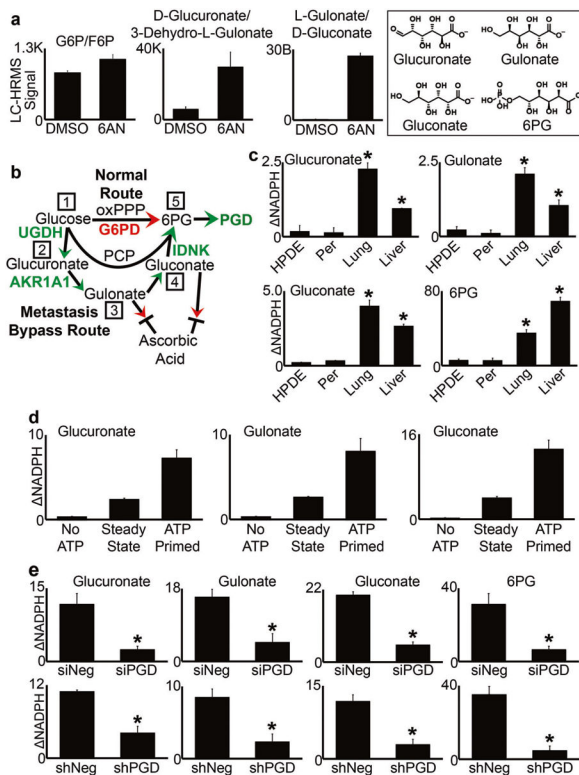 a
G6P/F6P
D-Glucuronate/
3-Dehydro-L-Gulonate
L-Gulonate/
D-Gluconate
LC-HRMS
Signal
1.3K
0
DMSO 6AN
40K
0
DMSO 6AN
30B
0
DMSO 6AN
Glucuronate
Gulonate
Gluconate
6PG
b
Normal
Route
1
5
Glucose
oxPPP
6PG
PGD
G6PD
UGDH
IDNK
2
PCP
Glucuronate
Gluconate
AKR1A1
4
Gulonate
3
Metastasis
Bypass Route
Ascorbic
Acid
c
ΔNADPH
2.5
0
Glucuronate
* *
HPDE Per Lung Liver
2.5
0
Gulonate
* *
HPDE Per Lung Liver
ΔNADPH
5.0
0
Gluconate
* *
HPDE Per Lung Liver
80
0
6PG
* *
HPDE Per Lung Liver
d
ΔNADPH
10
0
Glucuronate
No Steady ATP
ATP State Primed
10
0
Gulonate
No Steady ATP
ATP State Primed
16
0
Gluconate
No Steady ATP
ATP State Primed
e
ΔNADPH
Glucuronate
15
0
*
siNeg siPGD
Gulonate
18
0
*
siNeg siPGD
Gluconate
22
0
*
siNeg siPGD
6PG
40
0
*
siNeg siPGD
ΔNADPH
12
0
*
shNeg shPGD
10
0
*
shNeg shPGD
15
0
*
shNeg shPGD
40
0
*
shNeg shPGD